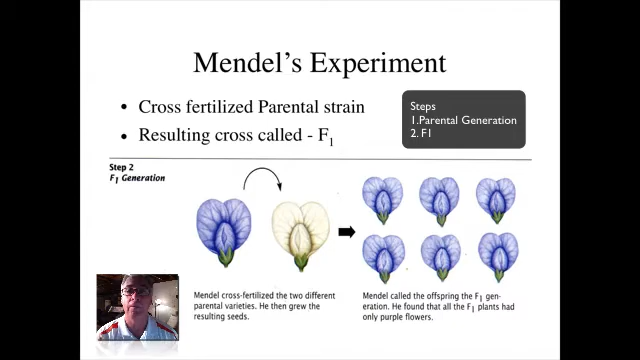 Mendel's Experiment
• Cross fertilized Parental strain
• Resulting cross called - F1
Steps
1.Parental Generation
2. F1
Step 2
F1 Generation
Mendel cross-fertilized the two different
parental varieties. He then grew the
resulting seeds.
Mendel called the offspring the F1 gen-
eration. He found that all the F1 plants had
only purple flowers.